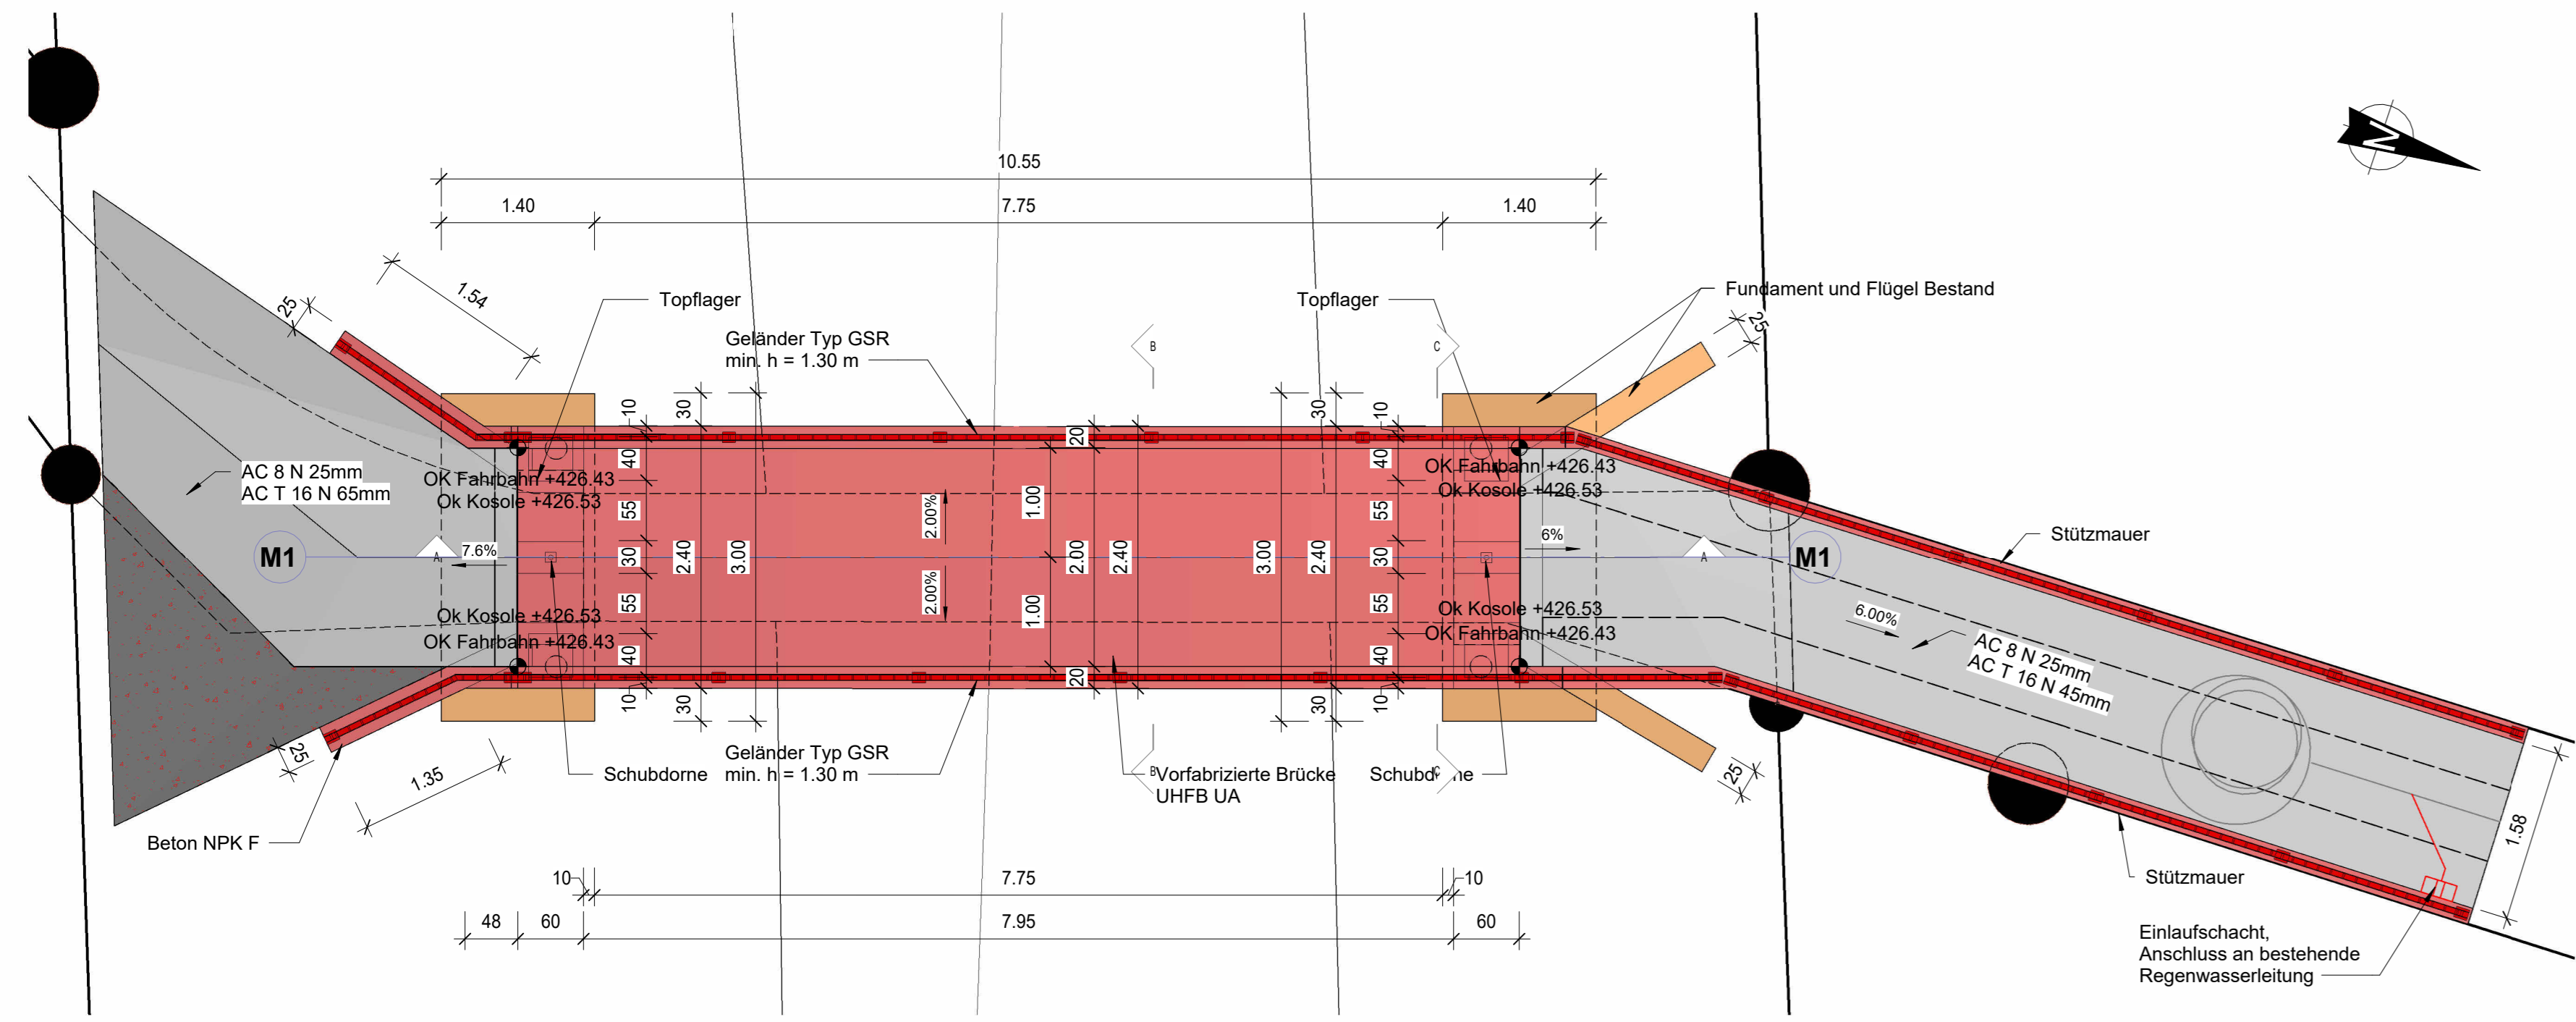 N
10.55
1.40
7.75
1.40
1.54
25
Topflager
Topflager
Fundament und Flügel Bestand
25
Geländer Typ GSR
min. h = 1.30 m
B
C
10
30
20
30
10
40
40
AC 8 N 25mm
AC T 16 N 65mm
OK Fahrbahn +426.43
Ok Kosole +426.53
OK Fahrbahn +426.43
Ok Kosole +426.53
55
2.00%
1.00
55
Stützmauer
M1
A
7.6%
30
2.40
3.00
2.00
2.40
3.00
2.40
30
6%
A
M1
55
2.00%
1.00
55
6.00%
Ok Kosole +426.53
OK Fahrbahn +426.43
Ok Kosole +426.53
OK Fahrbahn +426.43
AC 8 N 25mm
AC T 16 N 45mm
40
20
40
10
30
30
10
25
1.35
Schubdorne
Geländer Typ GSR
min. h = 1.30 m
B
Vorfabrizierte Brücke
UHFB UA
C
25
Beton NPK F
1.58
10
7.75
10
Stützmauer
48
60
7.95
60
Einlaufschacht,
Anschluss an bestehende
Regenwasserleitung